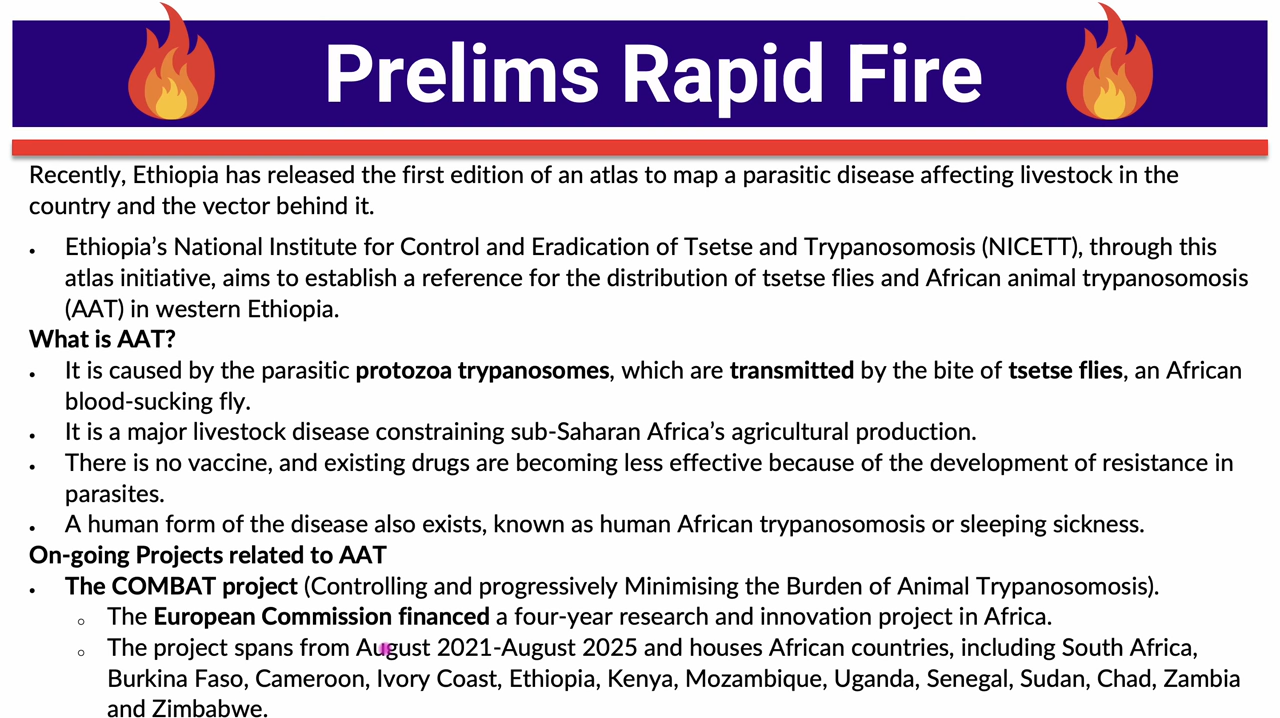 Prelims Rapid Fire
Recently, Ethiopia has released the first edition of an atlas to map a parasitic disease affecting livestock in the
country and the vector behind it.
• Ethiopia's National Institute for Control and Eradication of Tsetse and Trypanosomosis (NICETT), through this
atlas initiative, aims to establish a reference for the distribution of tsetse flies and African animal trypanosomosis
(AAT) in western Ethiopia.
What is AAT?
• It is caused by the parasitic protozoa trypanosomes, which are transmitted by the bite of tsetse flies, an African
blood-sucking fly.
• It is a major livestock disease constraining sub-Saharan Africa's agricultural production.
• There is no vaccine, and existing drugs are becoming less effective because of the development of resistance in
parasites.
• A human form of the disease also exists, known as human African trypanosomosis or sleeping sickness.
On-going Projects related to AAT
• The COMBAT project (Controlling and progressively Minimising the Burden of Animal Trypanosomosis).
○ The European Commission financed a four-year research and innovation project in Africa.
○ The project spans from August 2021-August 2025 and houses African countries, including South Africa,
Burkina Faso, Cameroon, Ivory Coast, Ethiopia, Kenya, Mozambique, Uganda, Senegal, Sudan, Chad, Zambia
and Zimbabwe.